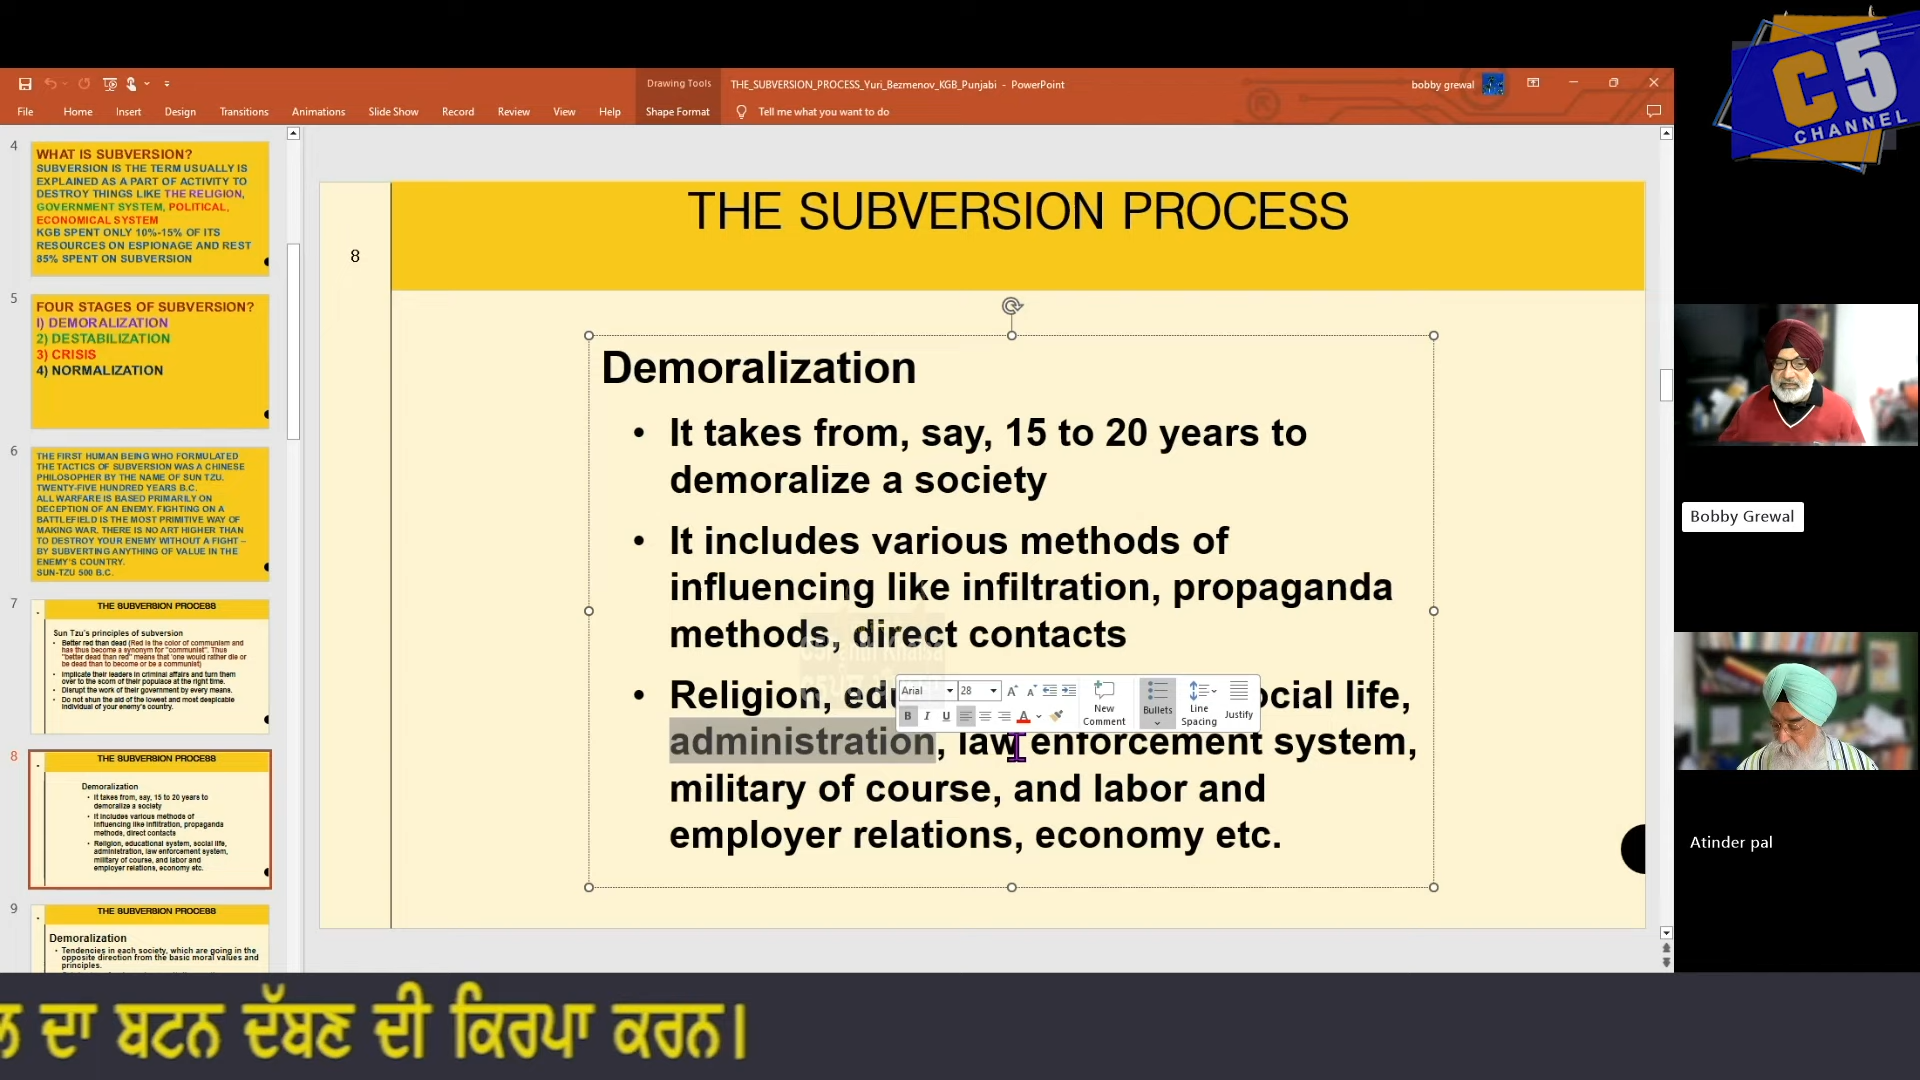 C5
CHANNEL
Drawing Tools
THE_SUBVERSION_PROCESS_Yuri_Bezmenov_KGB_Punjabi - PowerPoint
bobby grewal
File Home Insert Design Transitions Animations Slide Show Record Review View Help Shape Format Tell me what you want to do
4
WHAT IS SUBVERSION?
SUBVERSION IS THE TERM USUALLY IS
EXPLAINED AS A PART OF ACTIVITY TO
DESTROY THINGS LIKE THE RELIGION,
GOVERNMENT SYSTEM, POLITICAL,
ECONOMICAL SYSTEM
KGB SPENT ONLY 10%-15% OF ITS
RESOURCES ON ESPIONAGE AND REST
85% SPENT ON SUBVERSION
5
FOUR STAGES OF SUBVERSION?
I) DEMORALIZATION
2) DESTABILIZATION
3) CRISIS
4) NORMALIZATION
6
THE FIRST HUMAN BEING WHO FORMULATED
THE TACTICS OF SUBVERSION WAS A CHINESE
PHILOSOPHER BY THE NAME OF SUN TZU.
TWENTY-FIVE HUNDRED YEARS B.C.
ALL WARFARE IS BASED PRIMARILY ON
DECEPTION OF AN ENEMY. FIGHTING ON A
BATTLEFIELD IS THE MOST PRIMITIVE WAY OF
MAKING WAR. THERE IS NO ART HIGHER THAN
TO DESTROY YOUR ENEMY WITHOUT A FIGHT –
BY SUBVERTING ANYTHING OF VALUE IN THE
ENEMY'S COUNTRY.
SUN-TZU 500 B.C.
7
THE SUBVERSION PROCESS
Sun Tzu's principles of subversion
• Better red than dead (Red is the color of communism and
has thus become a synonym for "communist". Thus
"better dead than red" means that 'one would rather die or
be dead than to become or be a communist)
• Implicate their leaders in criminal affairs and turn them
over to the scorn of their populace at the right time.
• Disrupt the work of their government by every means.
• Do not shun the aid of the lowest and most despicable
individual of your enemy's country.
8
THE SUBVERSION PROCESS
Demoralization
• It takes from, say, 15 to 20 years to
demoralize a society
• It includes various methods of
influencing like infiltration, propaganda
methods, direct contacts
• Religion, educational system, social life,
administration, law enforcement system,
military of course, and labor and
employer relations, economy etc.
9
THE SUBVERSION PROCESS
Demoralization
• Tendencies in each society, which are going in the
opposite direction from the basic moral values and
principles.
THE SUBVERSION PROCESS
8
Demoralization
• It takes from, say, 15 to 20 years to
demoralize a society
• It includes various methods of
influencing like infiltration, propaganda
methods, direct contacts
• Religion, ocial life,
administration, law enforcement system,
military of course, and labor and
employer relations, economy etc.
Arial 28
B I U A
New
Comment
Bullets
Line
Spacing
Justify
Bobby Grewal
Atinder pal
ਦਾ ਬਟਨ ਦੱਬਣ ਦੀ ਕਿਰਪਾ ਕਰਨ।